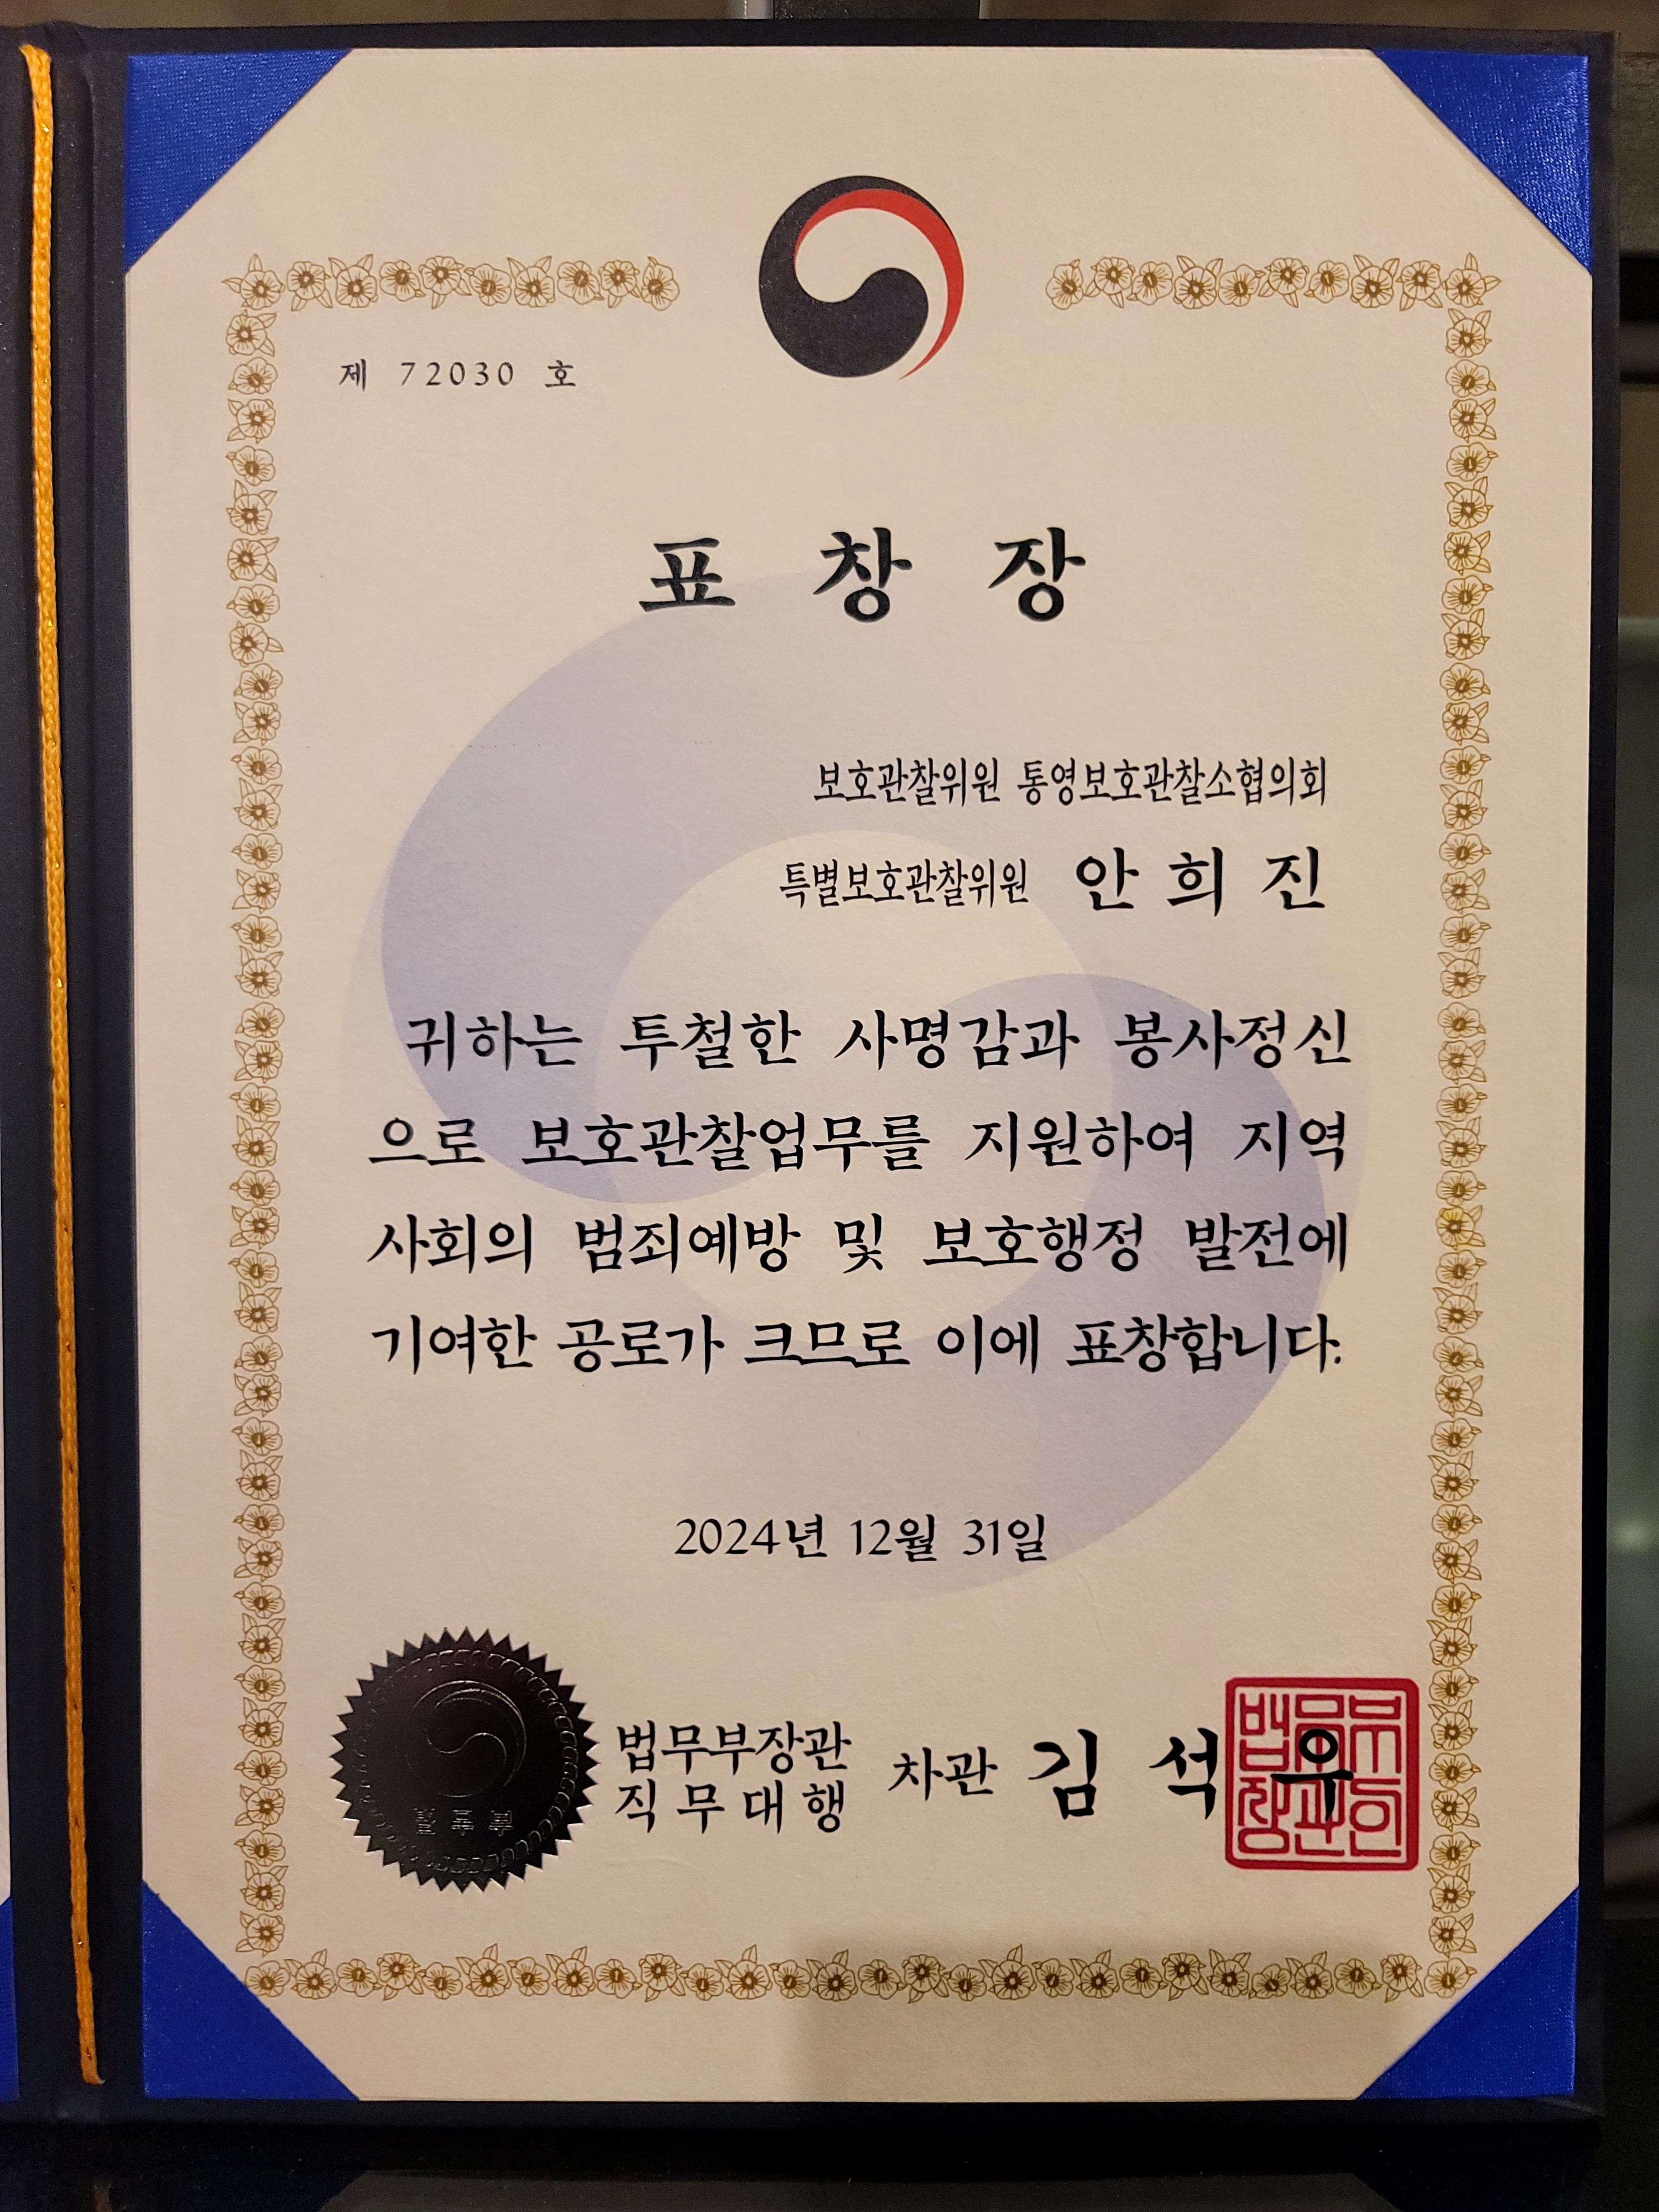 제 72030 호
표 창 장
보호관찰위원 통영보호관찰소협의회
특별보호관찰위원 안 희 진
귀하는 투철한 사명감과 봉사정신
으로 보호관찰업무를 지원하여 지역
사회의 범죄예방 및 보호행정 발전에
기여한 공로가 크므로 이에 표창합니다.
2024년 12월 31일
법무부장관
직무대행
차관 김 석 우
법무부
장관인
법무부